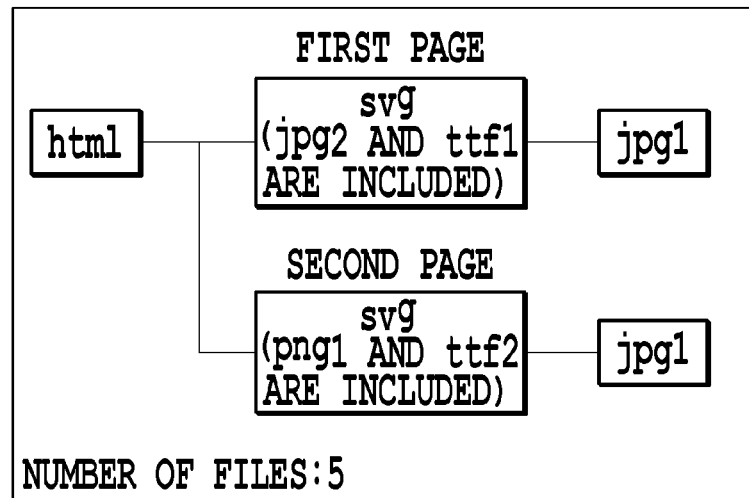 FIRST PAGE
html
svg
(jpg2 AND ttf1
ARE INCLUDED)
jpg1
SECOND PAGE
svg
(png1 AND ttf2
ARE INCLUDED)
jpg1
NUMBER OF FILES:5